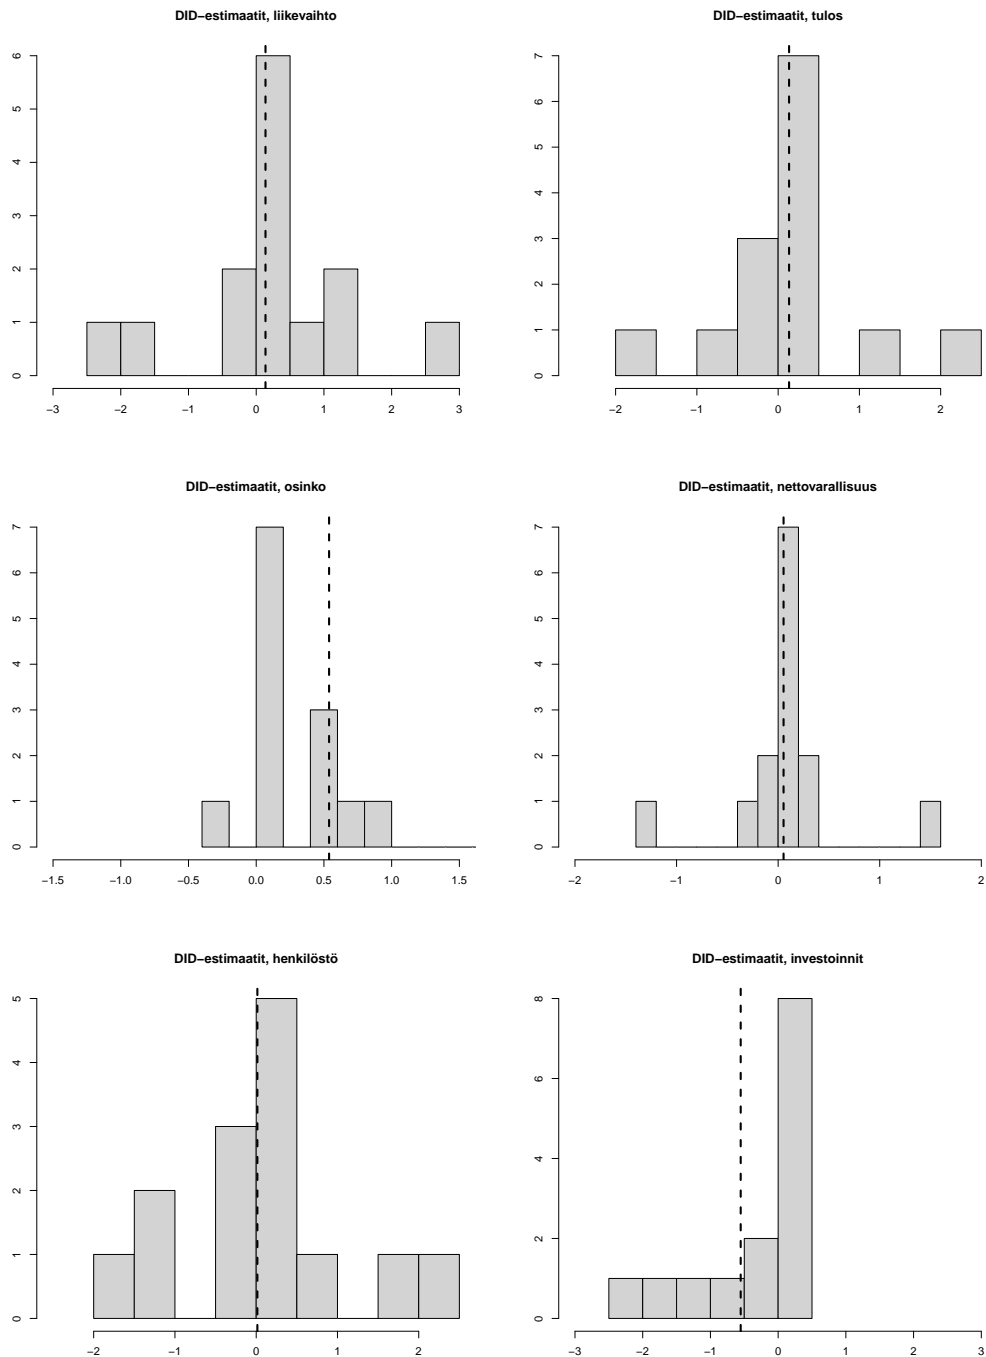 DID−estimaatit, liikevaihto
0 1 2 3 4 5 6
−3 −2 −1 0 1 2 3
DID−estimaatit, tulos
0 1 2 3 4 5 6 7
−2 −1 0 1 2
DID−estimaatit, osinko
0 1 2 3 4 5 6 7
−1.5 −1.0 −0.5 0.0 0.5 1.0 1.5
DID−estimaatit, nettovarallisuus
0 1 2 3 4 5 6 7
−2 −1 0 1 2
DID−estimaatit, henkilöstö
0 1 2 3 4 5
−2 −1 0 1 2
DID−estimaatit, investoinnit
0 2 4 6 8
−3 −2 −1 0 1 2 3